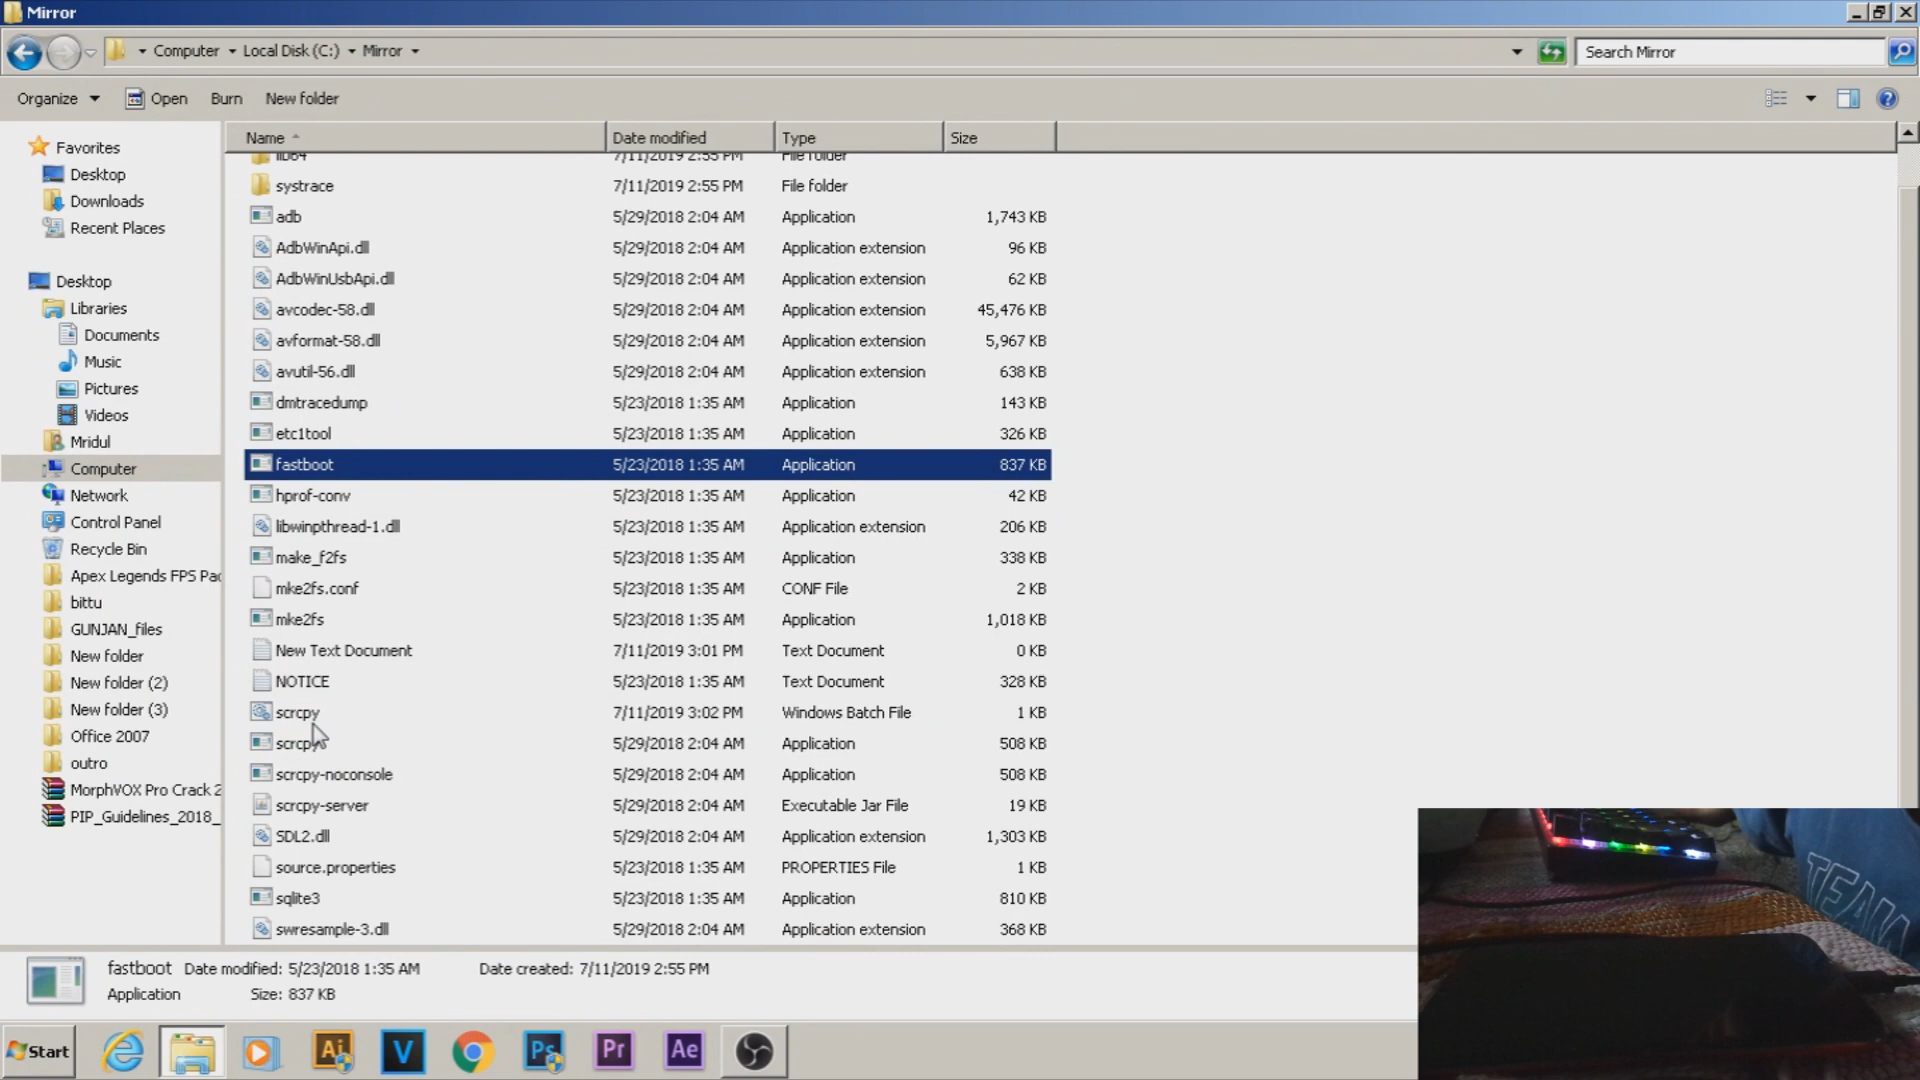 Mirror
Computer Local Disk (C:) Mirror
Search Mirror
Organize Open Burn New folder
Name Date modified Type Size
Favorites
Desktop
Downloads
Recent Places
Desktop
Libraries
Documents
Music
Pictures
Videos
Mridul
Computer
Network
Control Panel
Recycle Bin
Apex Legends FPS Pac
bittu
GUNJAN_files
New folder
New folder (2)
New folder (3)
Office 2007
outro
MorphVOX Pro Crack 2
PIP_Guidelines_2018_
lib64 7/11/2019 2:55 PM File folder
systrace 7/11/2019 2:55 PM File folder
adb 5/29/2018 2:04 AM Application 1,743 KB
AdbWinApi.dll 5/29/2018 2:04 AM Application extension 96 KB
AdbWinUsbApi.dll 5/29/2018 2:04 AM Application extension 62 KB
avcodec-58.dll 5/29/2018 2:04 AM Application extension 45,476 KB
avformat-58.dll 5/29/2018 2:04 AM Application extension 5,967 KB
avutil-56.dll 5/29/2018 2:04 AM Application extension 638 KB
dmtracedump 5/23/2018 1:35 AM Application 143 KB
etc1tool 5/23/2018 1:35 AM Application 326 KB
fastboot 5/23/2018 1:35 AM Application 837 KB
hprof-conv 5/23/2018 1:35 AM Application 42 KB
libwinpthread-1.dll 5/23/2018 1:35 AM Application extension 206 KB
make_f2fs 5/23/2018 1:35 AM Application 338 KB
mke2fs.conf 5/23/2018 1:35 AM CONF File 2 KB
mke2fs 5/23/2018 1:35 AM Application 1,018 KB
New Text Document 7/11/2019 3:01 PM Text Document 0 KB
NOTICE 5/23/2018 1:35 AM Text Document 328 KB
scrcpy 7/11/2019 3:02 PM Windows Batch File 1 KB
scrcpy 5/29/2018 2:04 AM Application 508 KB
scrcpy-noconsole 5/29/2018 2:04 AM Application 508 KB
scrcpy-server 5/29/2018 2:04 AM Executable Jar File 19 KB
SDL2.dll 5/29/2018 2:04 AM Application extension 1,303 KB
source.properties 5/23/2018 1:35 AM PROPERTIES File 1 KB
sqlite3 5/23/2018 1:35 AM Application 810 KB
swresample-3.dll 5/29/2018 2:04 AM Application extension 368 KB
fastboot Date modified: 5/23/2018 1:35 AM Date created: 7/11/2019 2:55 PM
Application Size: 837 KB
TEAM
Start Ai V Ps Pr Ae